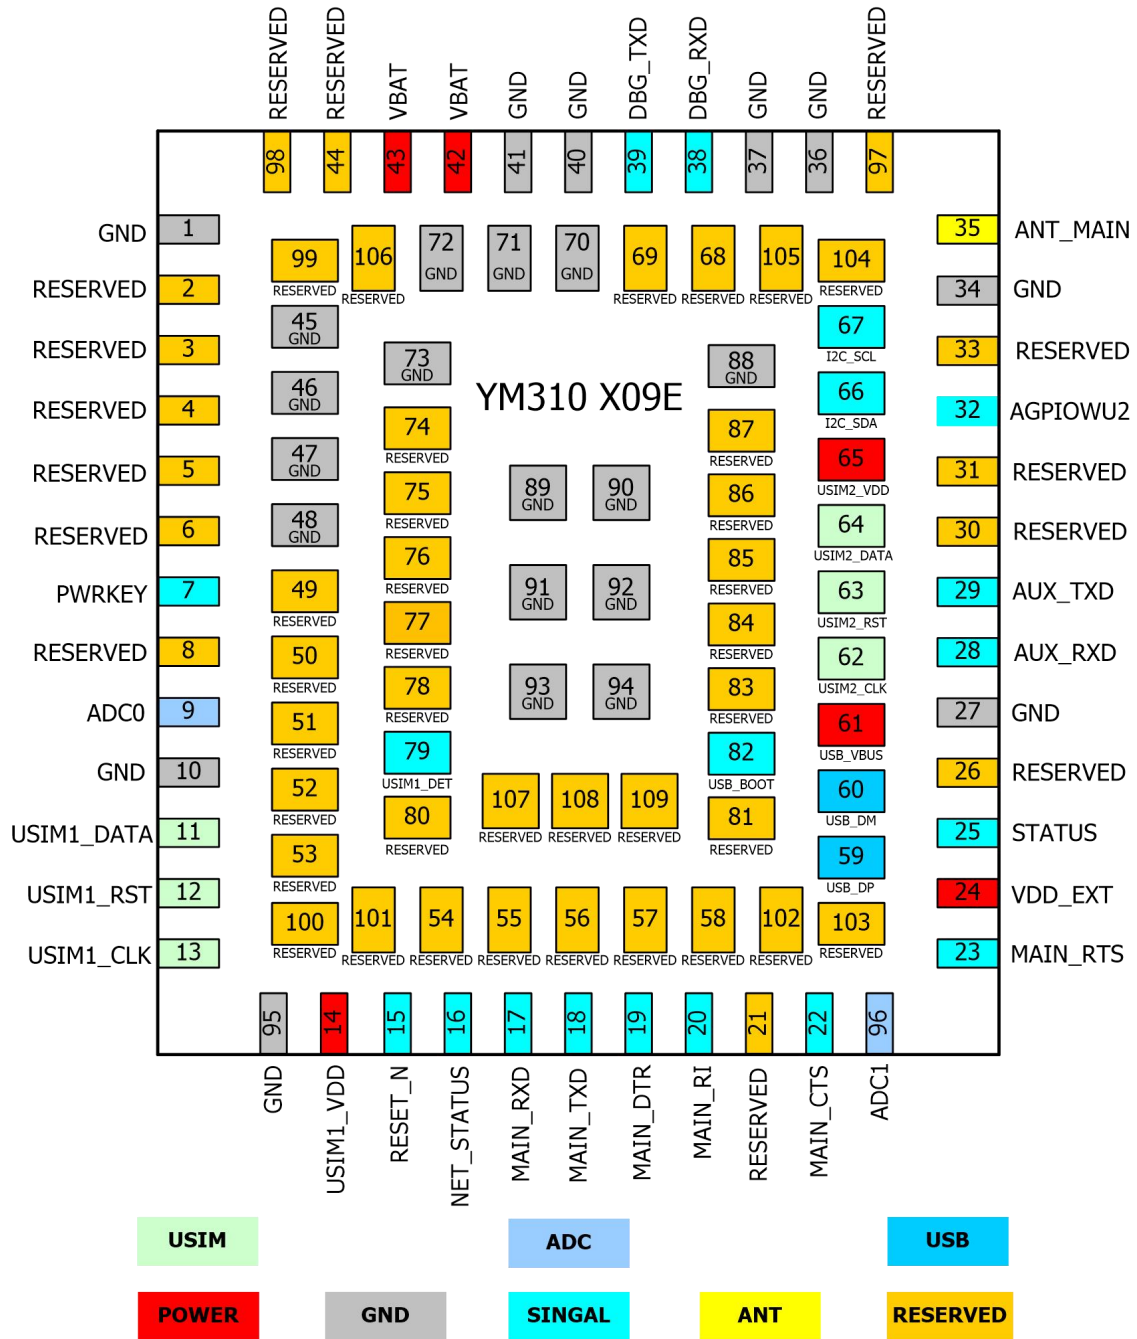 RESERVED
RESERVED
VBAT
VBAT
GND
GND
DBG_TXD
DBG_RXD
GND
GND
RESERVED
98
44
43
42
41
40
39
38
37
36
97
GND 1
RESERVED 2
RESERVED 3
RESERVED 4
RESERVED 5
RESERVED 6
PWRKEY 7
RESERVED 8
ADC0 9
GND 10
USIM1_DATA 11
USIM1_RST 12
USIM1_CLK 13
99
RESERVED
45
GND
46
GND
47
GND
48
GND
49
RESERVED
50
RESERVED
51
RESERVED
52
RESERVED
53
RESERVED
100
RESERVED
106
RESERVED
72
GND
71
GND
70
GND
69
RESERVED
68
RESERVED
105
RESERVED
104
RESERVED
73
GND
74
RESERVED
75
RESERVED
76
RESERVED
77
RESERVED
78
RESERVED
79
USIM1_DET
80
RESERVED
YM310 X09E
89
GND
90
GND
91
GND
92
GND
93
GND
94
GND
107
RESERVED
108
RESERVED
109
RESERVED
88
GND
87
RESERVED
86
RESERVED
85
RESERVED
84
RESERVED
83
RESERVED
82
USB_BOOT
81
RESERVED
67
I2C_SCL
66
I2C_SDA
65
USIM2_VDD
64
USIM2_DATA
63
USIM2_RST
62
USIM2_CLK
61
USB_VBUS
60
USB_DM
59
USB_DP
103
RESERVED
101
RESERVED
54
RESERVED
55
RESERVED
56
RESERVED
57
RESERVED
58
RESERVED
102
RESERVED
35 ANT_MAIN
34 GND
33 RESERVED
32 AGPIOWU2
31 RESERVED
30 RESERVED
29 AUX_TXD
28 AUX_RXD
27 GND
26 RESERVED
25 STATUS
24 VDD_EXT
23 MAIN_RTS
95
14
15
16
17
18
19
20
21
22
96
GND
USIM1_VDD
RESET_N
NET_STATUS
MAIN_RXD
MAIN_TXD
MAIN_DTR
MAIN_RI
RESERVED
MAIN_CTS
ADC1
USIM
ADC
USB
POWER
GND
SINGAL
ANT
RESERVED